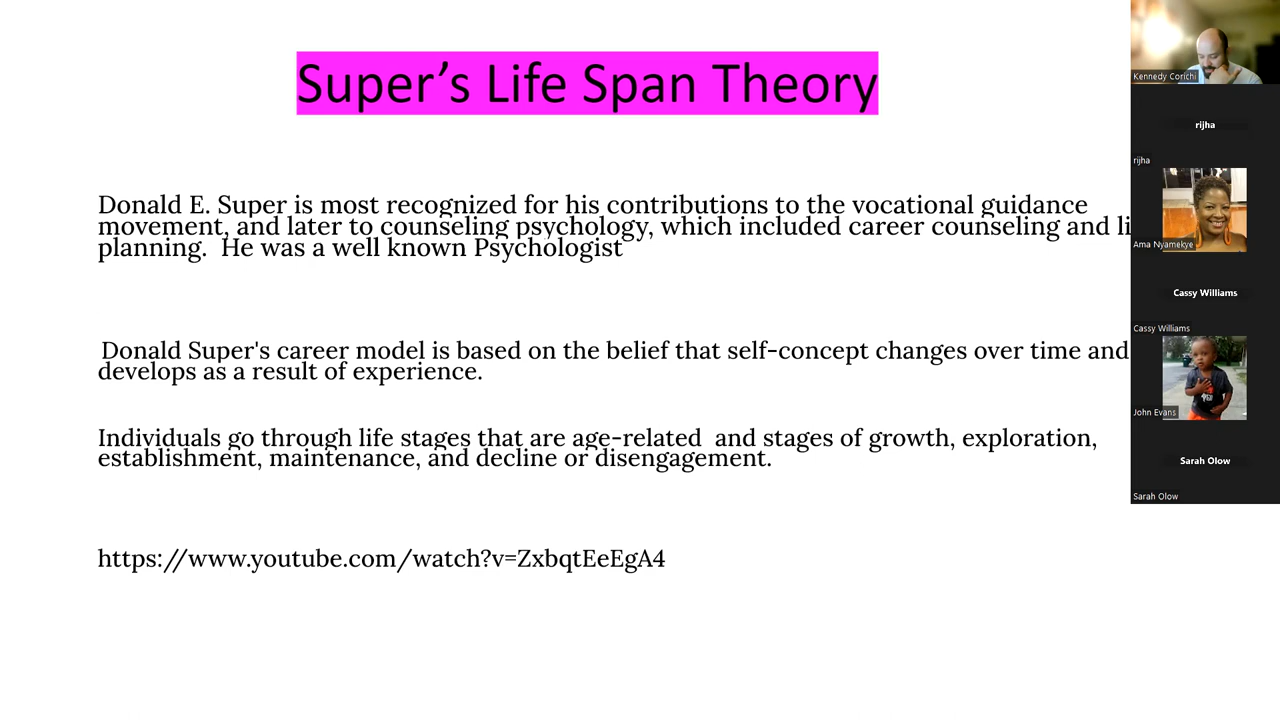 Super’s Life Span Theory
Donald E. Super is most recognized for his contributions to the vocational guidance
movement, and later to counseling psychology, which included career counseling and li
planning.  He was a well known Psychologist
Donald Super's career model is based on the belief that self-concept changes over time and
develops as a result of experience.
Individuals go through life stages that are age-related  and stages of growth, exploration,
establishment, maintenance, and decline or disengagement.
https://www.youtube.com/watch?v=ZxbqtEeEgA4
Kennedy Corichi
rijha
rijha
Ama Nyamekye
Cassy Williams
Cassy Williams
John Evans
Sarah Olow
Sarah Olow